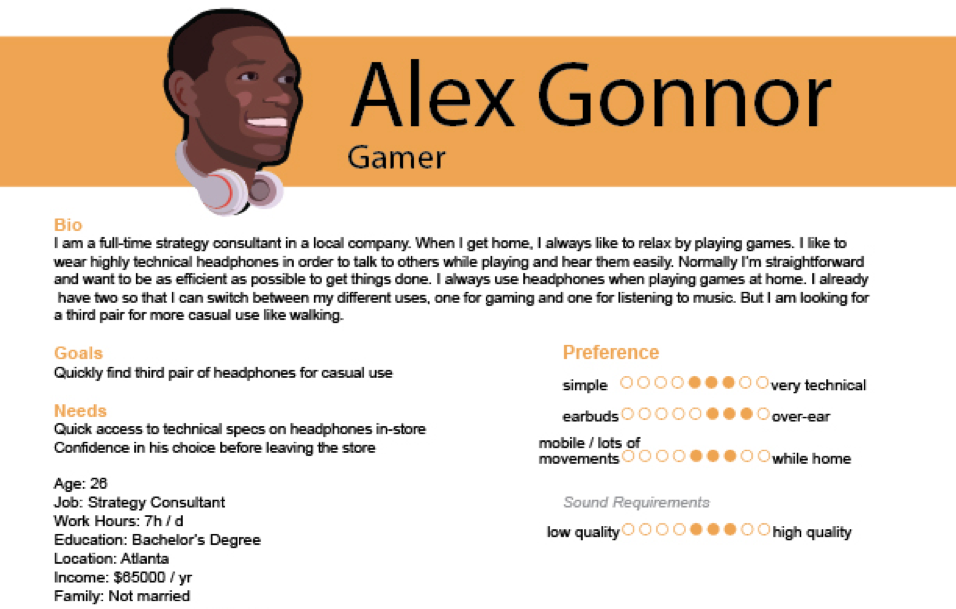 Alex Gonnor
Gamer
Bio
I am a full-time strategy consultant in a local company. When I get home, I always like to relax by playing games. I like to
wear highly technical headphones in order to talk to others while playing and hear them easily. Normally I'm straightforward
and want to be as efficient as possible to get things done. I always use headphones when playing games at home. I already
have two so that I can switch between my different uses, one for gaming and one for listening to music. But I am looking for
a third pair for more casual use like walking.
Goals
Quickly find third pair of headphones for casual use
Needs
Quick access to technical specs on headphones in-store
Confidence in his choice before leaving the store
Age: 26
Job: Strategy Consultant
Work Hours: 7h / d
Education: Bachelor's Degree
Location: Atlanta
Income: $65000 / yr
Family: Not married
Preference
simple very technical
earbuds over-ear
mobile / lots of
movements while home
Sound Requirements
low quality high quality